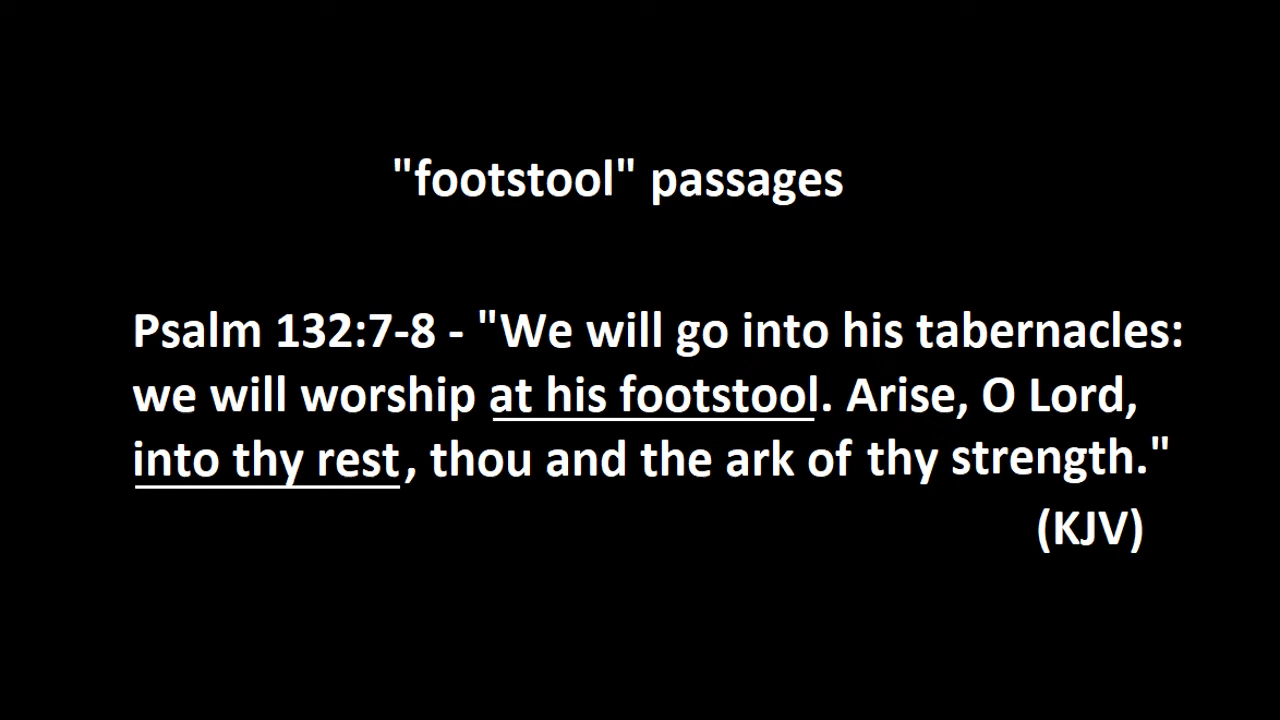 "footstool" passages
Psalm 132:7-8 - "We will go into his tabernacles:
we will worship at his footstool. Arise, O Lord,
into thy rest, thou and the ark of thy strength."
(KJV)